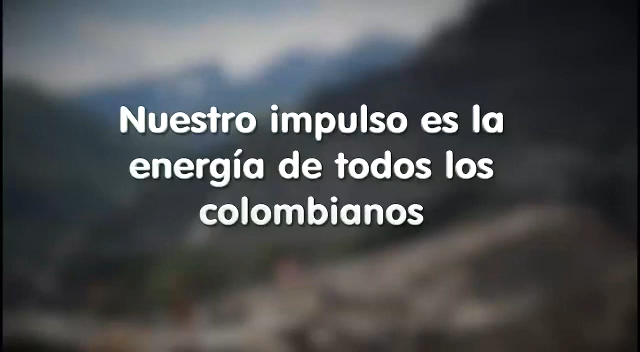 Nuestro impulso es la
energía de todos los
colombianos